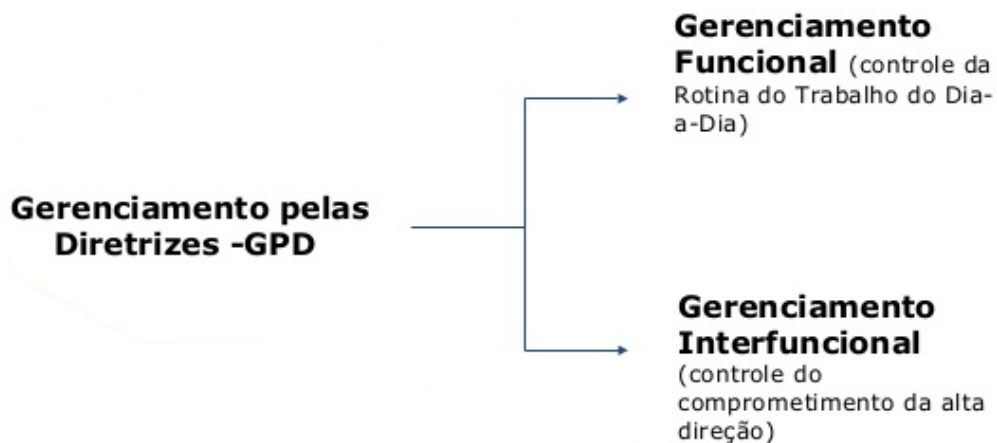 Gerenciamento
Funcional (controle da
Rotina do Trabalho do Dia-
a-Dia)
Gerenciamento pelas
Diretrizes -GPD
Gerenciamento
Interfuncional
(controle do
comprometimento da alta
direção)